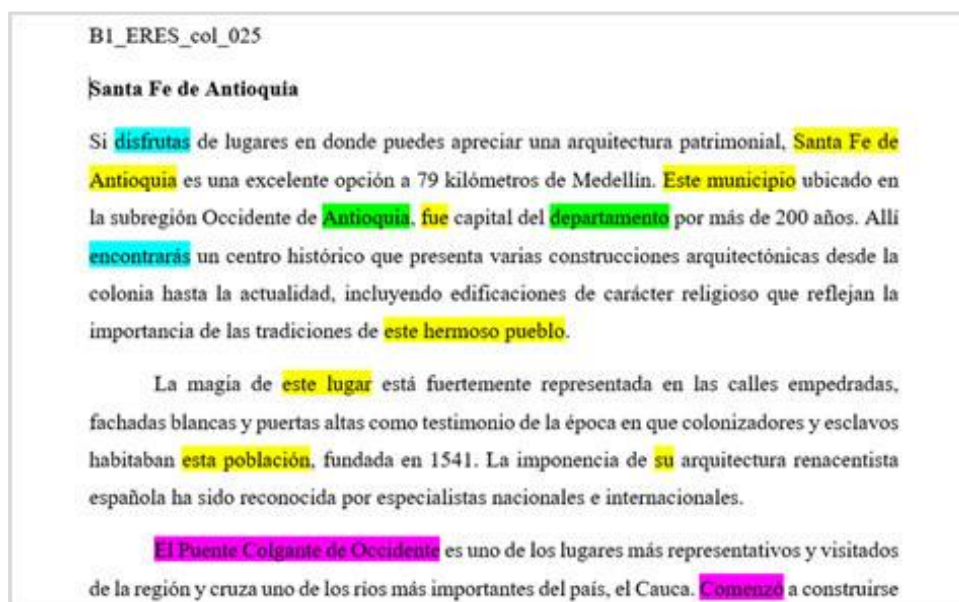 B1_ERES_col_025
Santa Fe de Antioquia
Si disfrutas de lugares en donde puedes apreciar una arquitectura patrimonial, Santa Fe de
Antioquia es una excelente opción a 79 kilómetros de Medellín. Este municipio ubicado en
la subregión Occidente de Antioquia, fue capital del departamento por más de 200 años. Allí
encontrarás un centro histórico que presenta varias construcciones arquitectónicas desde la
colonia hasta la actualidad, incluyendo edificaciones de carácter religioso que reflejan la
importancia de las tradiciones de este hermoso pueblo.
La magia de este lugar está fuertemente representada en las calles empedradas,
fachadas blancas y puertas altas como testimonio de la época en que colonizadores y esclavos
habitaban esta población, fundada en 1541. La imponencia de su arquitectura renacentista
española ha sido reconocida por especialistas nacionales e internacionales.
El Puente Colgante de Occidente es uno de los lugares más representativos y visitados
de la región y cruza uno de los ríos más importantes del país, el Cauca. Comenzó a construirse